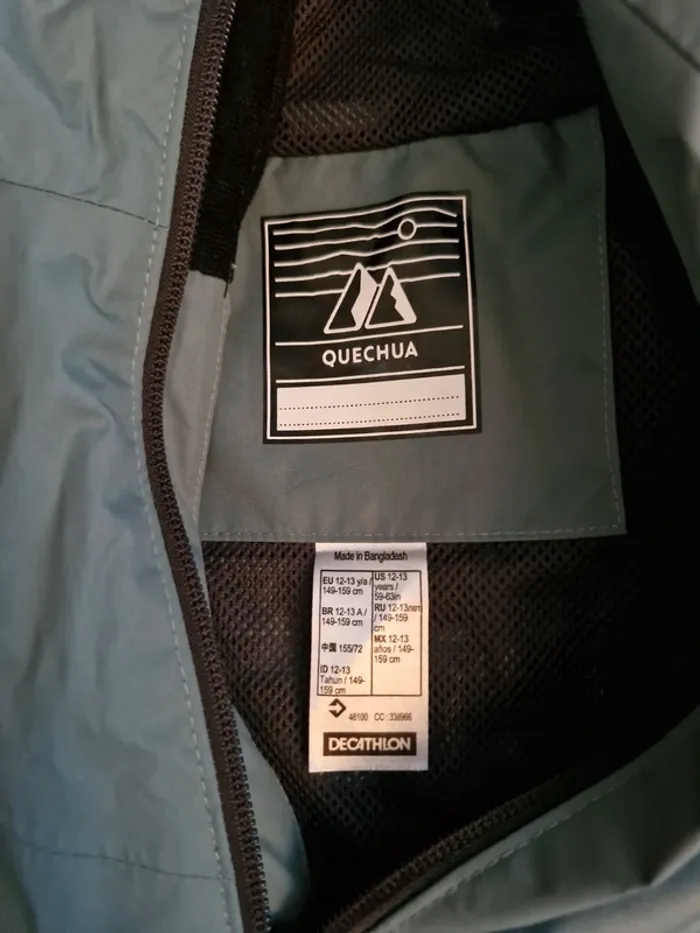 QUECHUA
Made in Bangladesh
EU 12-13 y/a /
149-159 cm
BR 12-13 A /
149-159 cm
中国 155/72
ID 12-13
Tahun / 149-
159 cm
US 12-13
years /
59-63in
RU 12-13лет
/ 149-159
cm
MX 12-13
años / 149-
159 cm
46100 CC : 338966
DECATHLON